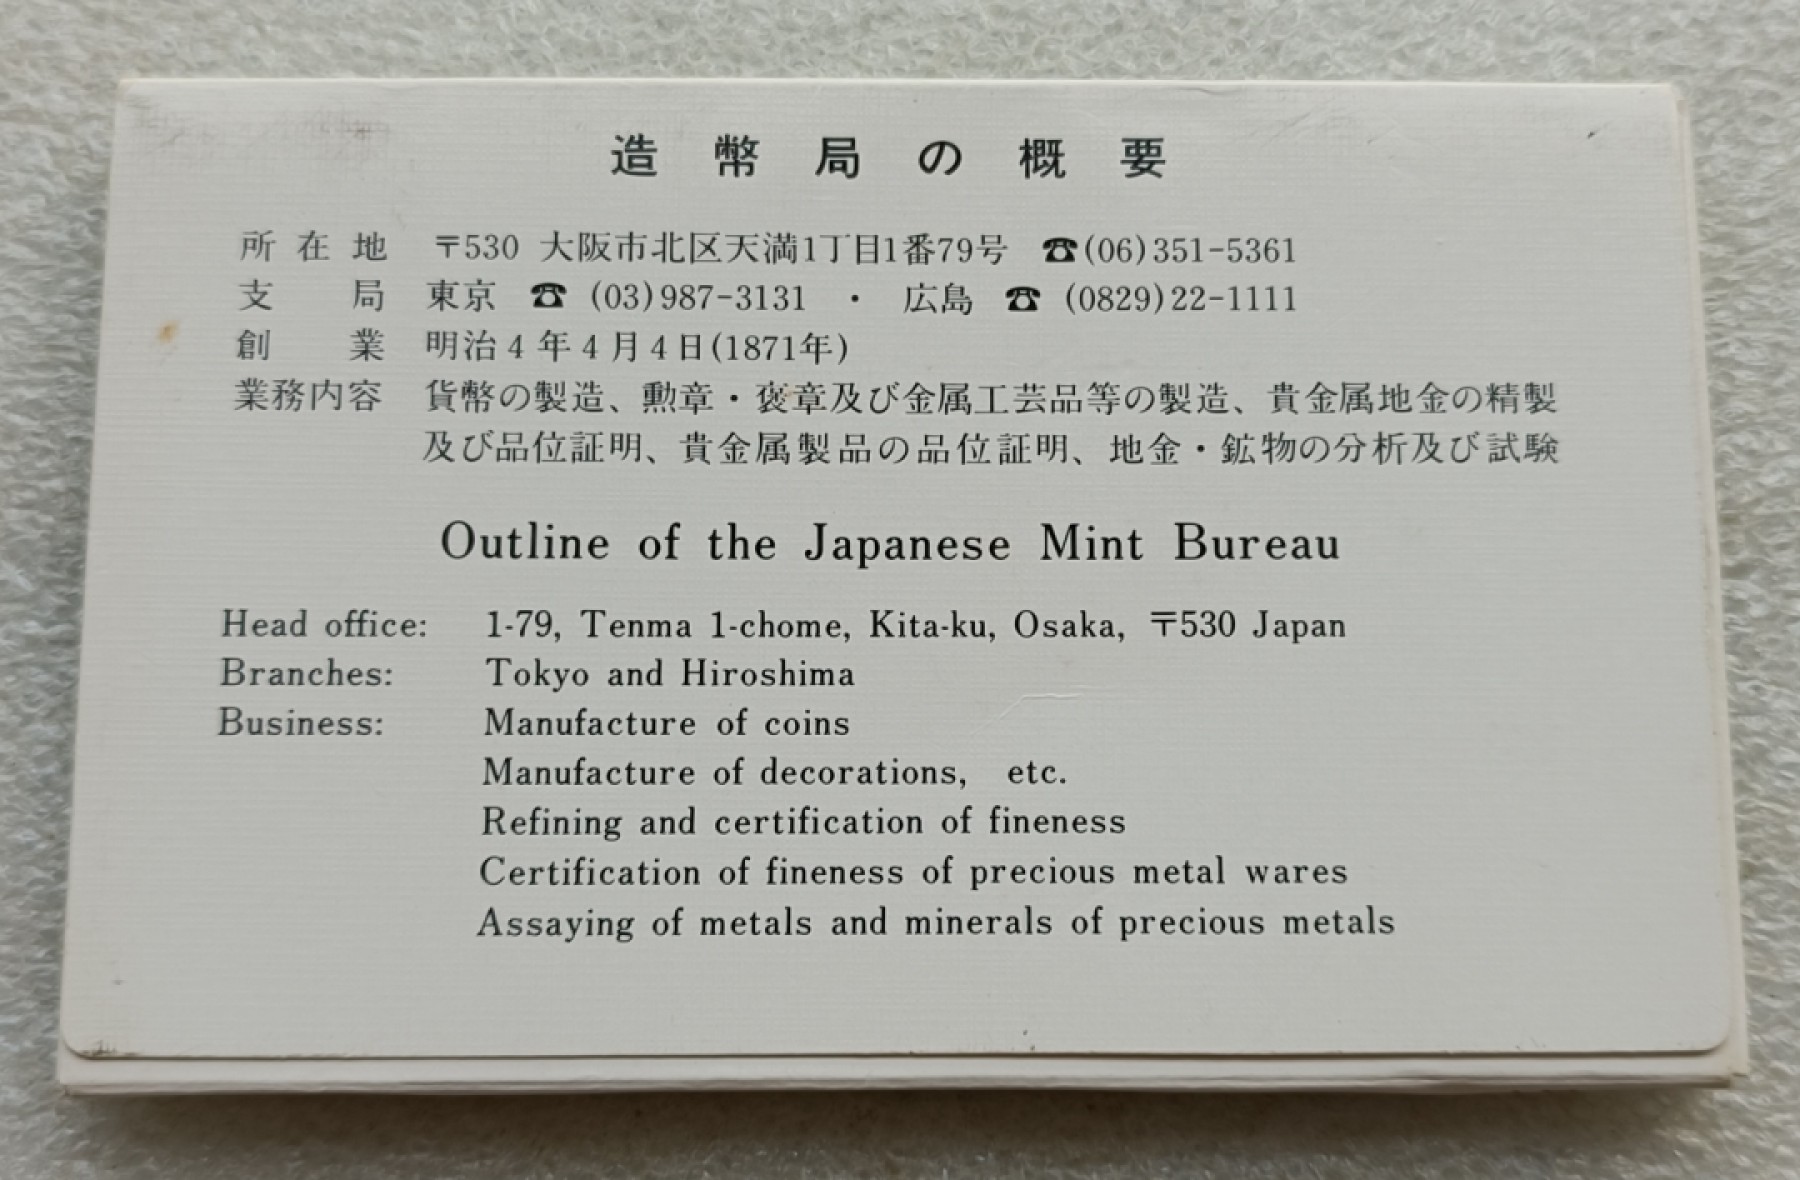 造幣局の概要
所在地 〒530 大阪市北区天満1丁目1番79号 ☎(06)351-5361
支局 東京 ☎ (03)987-3131 ・ 広島 ☎ (0829)22-1111
創業 明治4年4月4日(1871年)
業務内容 貨幣の製造、勲章・褒章及び金属工芸品等の製造、貴金属地金の精製
及び品位証明、貴金属製品の品位証明、地金・鉱物の分析及び試験
Outline of the Japanese Mint Bureau
Head office: 1-79, Tenma 1-chome, Kita-ku, Osaka, 〒530 Japan
Branches: Tokyo and Hiroshima
Business: Manufacture of coins
Manufacture of decorations, etc.
Refining and certification of fineness
Certification of fineness of precious metal wares
Assaying of metals and minerals of precious metals